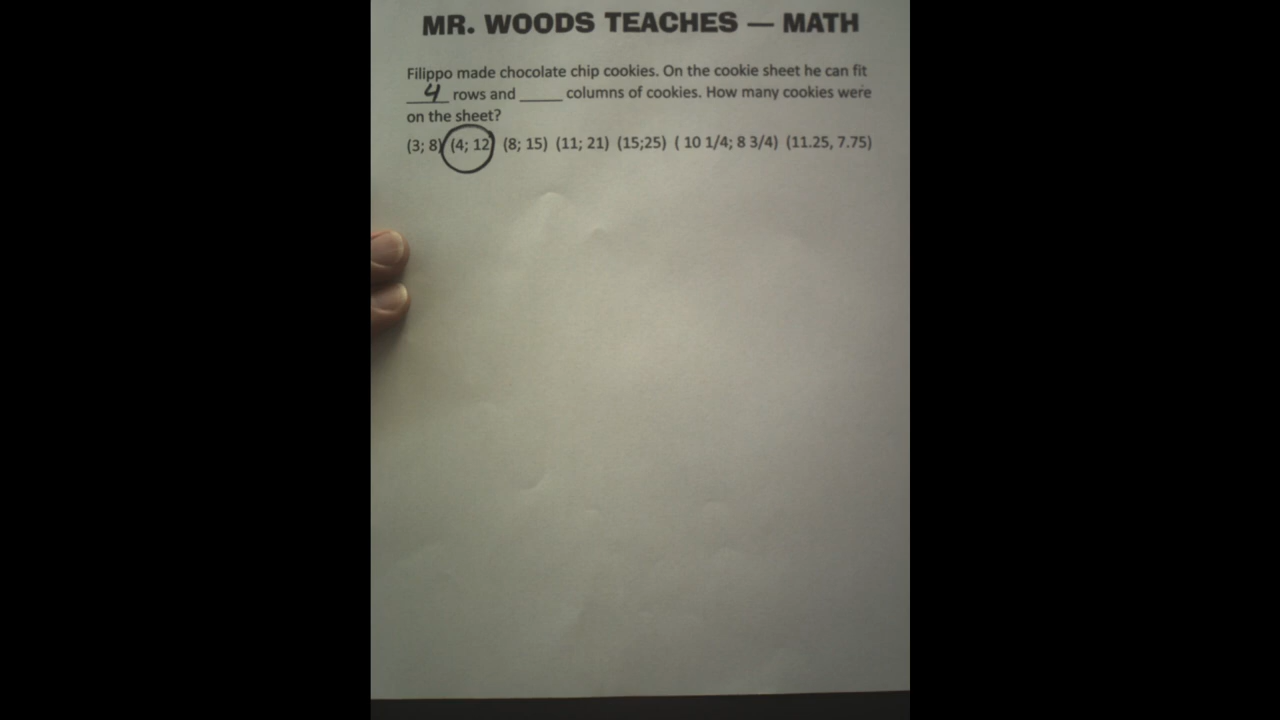 MR. WOODS TEACHES — MATH
Filippo made chocolate chip cookies. On the cookie sheet he can fit
__4__ rows and _____ columns of cookies. How many cookies were
on the sheet?
(3; 8) (4; 12) (8; 15) (11; 21) (15;25) ( 10 1/4; 8 3/4) (11.25, 7.75)